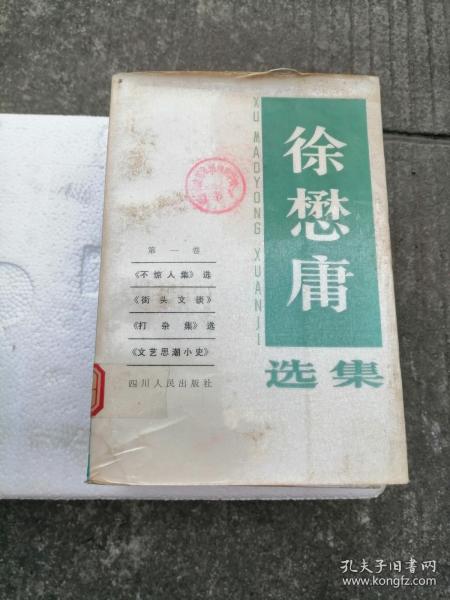 徐懋庸
选集
XU MAOYONG XUANJI
第一卷
《不惊人集》选
《街头文谈》
《打杂集》选
《文艺思潮小史》
四川人民出版社
孔夫子旧书网
www.kongfz.com